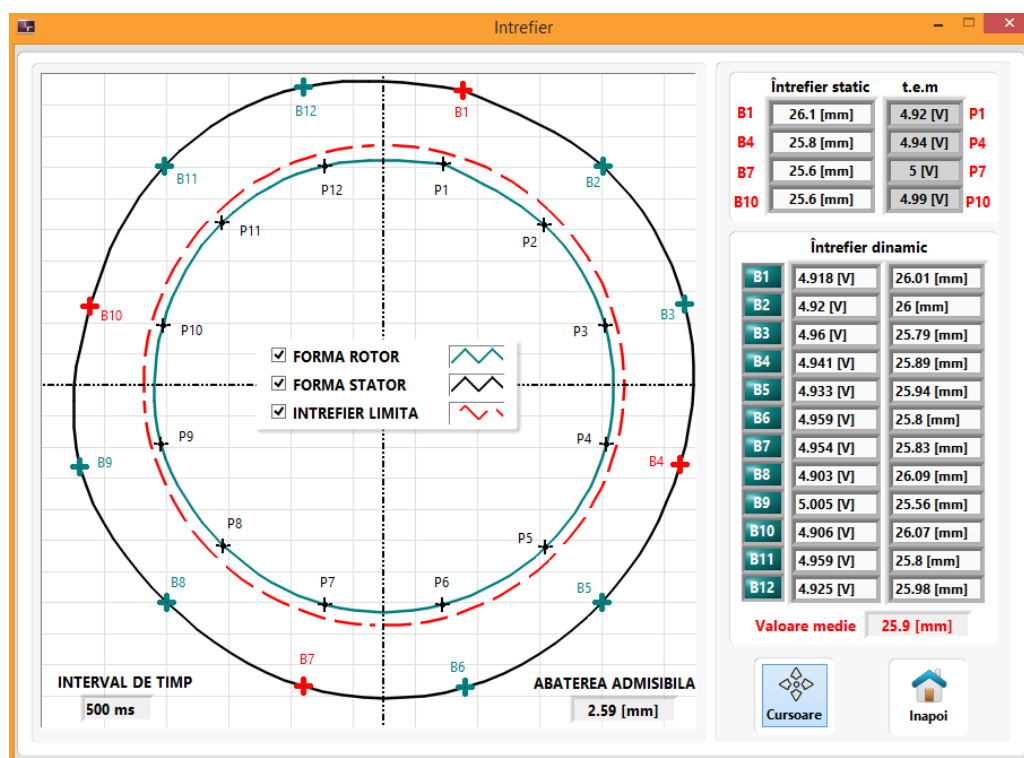 Intrefier
B12
B1
B11
B2
P12
P1
P11
P2
B10
P10
P3
B3
FORMA ROTOR
FORMA STATOR
INTREFIER LIMITA
P9
P4
B9
B4
P8
P5
P7
P6
B8
B5
B7
B6
INTERVAL DE TIMP
500 ms
ABATEREA ADMISIBILA
2.59 [mm]
Întrefier static t.e.m
B1 26.1 [mm] 4.92 [V] P1
B4 25.8 [mm] 4.94 [V] P4
B7 25.6 [mm] 5 [V] P7
B10 25.6 [mm] 4.99 [V] P10
Întrefier dinamic
B1 4.918 [V] 26.01 [mm]
B2 4.92 [V] 26 [mm]
B3 4.96 [V] 25.79 [mm]
B4 4.941 [V] 25.89 [mm]
B5 4.933 [V] 25.94 [mm]
B6 4.959 [V] 25.8 [mm]
B7 4.954 [V] 25.83 [mm]
B8 4.903 [V] 26.09 [mm]
B9 5.005 [V] 25.56 [mm]
B10 4.906 [V] 26.07 [mm]
B11 4.959 [V] 25.8 [mm]
B12 4.925 [V] 25.98 [mm]
Valoare medie 25.9 [mm]
Cursoare
Inapoi